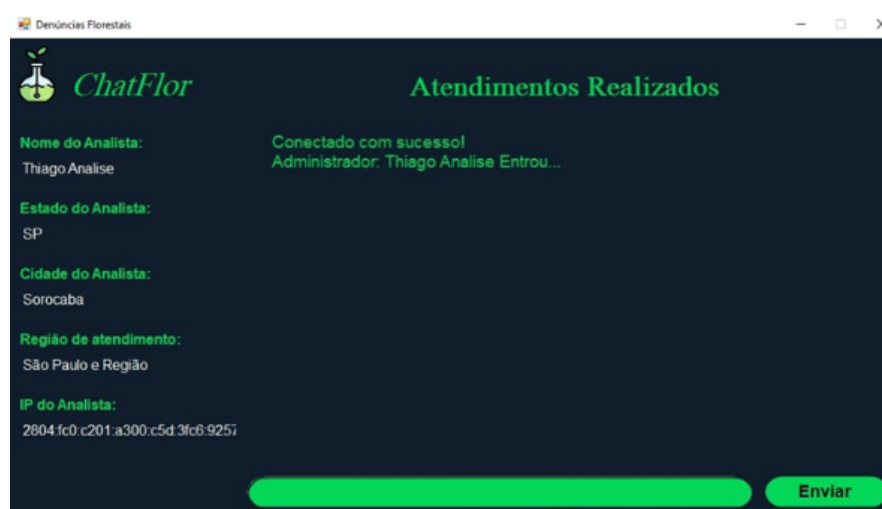 Denúncias Florestais
ChatFlor
Atendimentos Realizados
Nome do Analista:
Thiago Analise
Estado do Analista:
SP
Cidade do Analista:
Sorocaba
Região de atendimento:
São Paulo e Região
IP do Analista:
2804:fc0:c201:a300:c5d:3fc6:9257
Conectado com sucesso!
Administrador: Thiago Analise Entrou...
Enviar